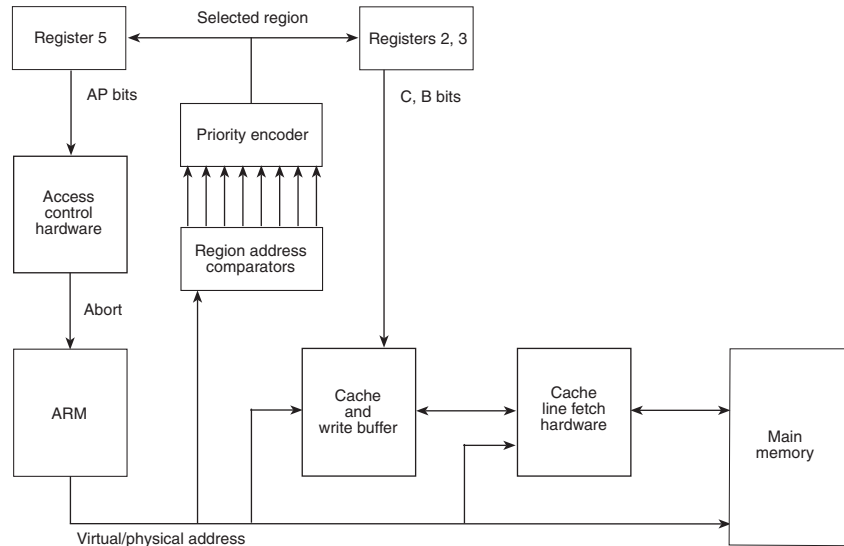 Selected region
Register 5
Registers 2, 3
AP bits
C, B bits
Priority encoder
Access
control
hardware
Region address
comparators
Abort
ARM
Cache
and
write buffer
Cache
line fetch
hardware
Main
memory
Virtual/physical address